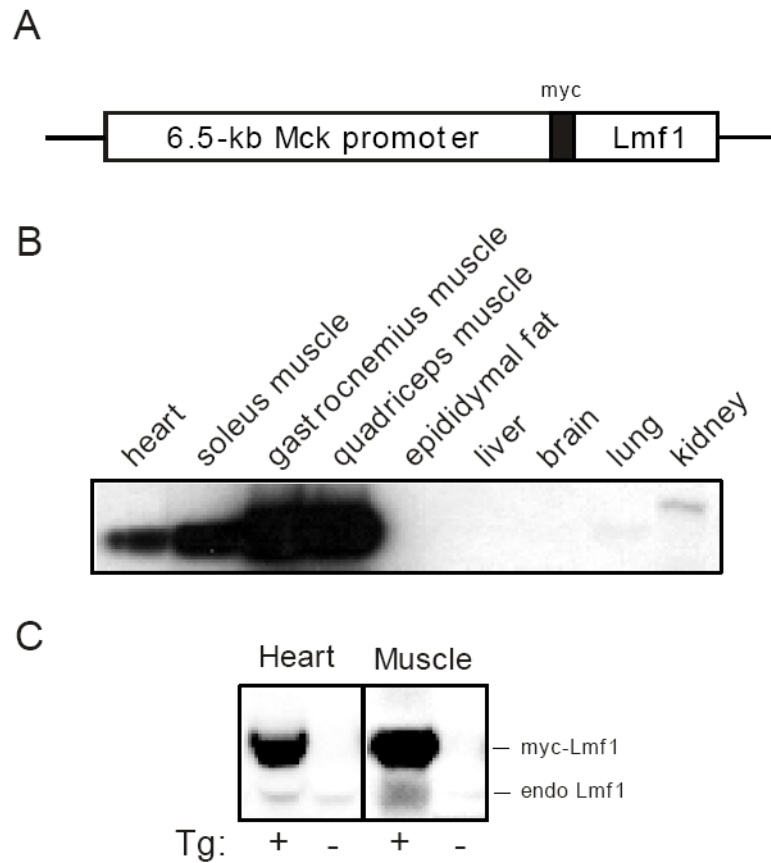 A
myc
6.5-kb Mck promoter
Lmf1
B
heart
soleus muscle
gastrocnemius muscle
quadriceps muscle
epididymal fat
liver
brain
lung
kidney
C
Heart Muscle
myc-Lmf1
endo Lmf1
Tg: + - + -